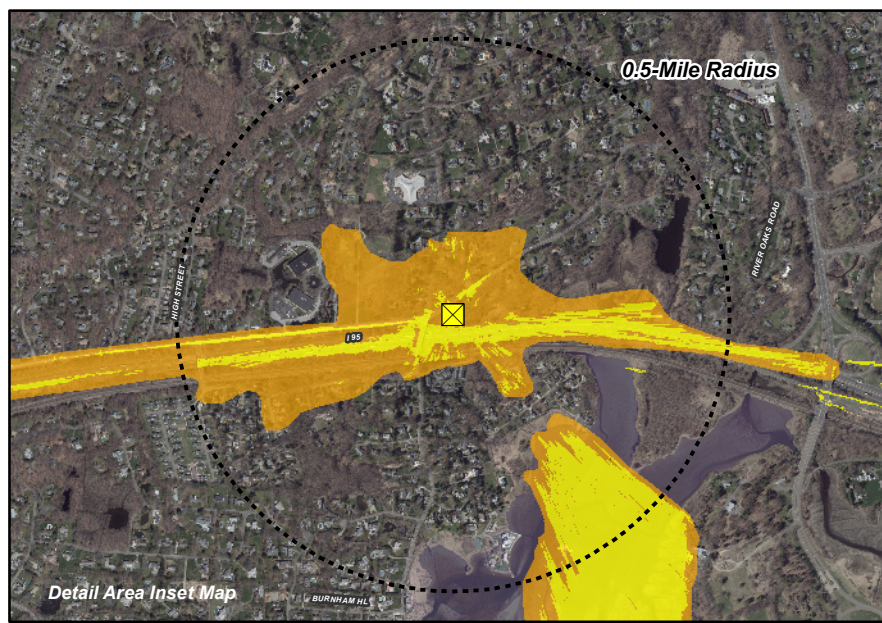 0.5-Mile Radius
RIVER OAKS ROAD
HIGH STREET
I 95
Detail Area Inset Map
BURNHAM HL